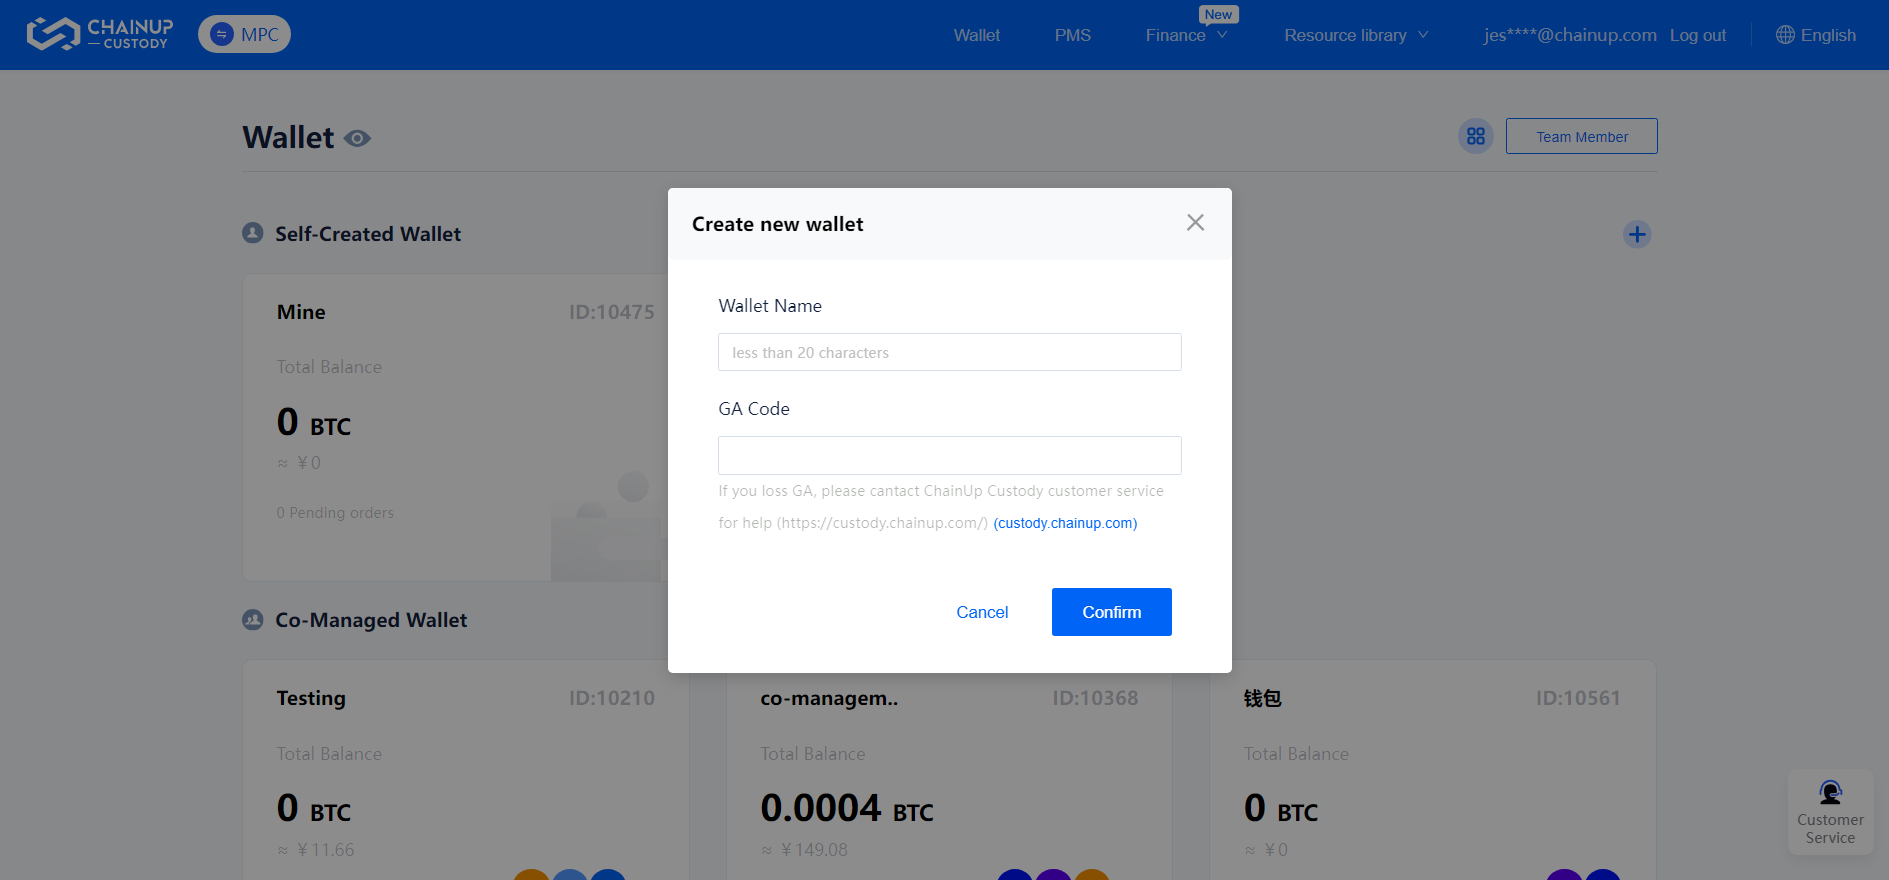 CHAINUP
CUSTODY
MPC
Wallet
PMS
Finance
New
Resource library
jes****@chainup.com
Log out
English
Wallet
Team Member
Self-Created Wallet
Mine
ID:10475
Total Balance
0 BTC
≈ ¥0
0 Pending orders
Create new wallet
Wallet Name
less than 20 characters
GA Code
If you loss GA, please cantact ChainUp Custody customer service
for help (https://custody.chainup.com/) (custody.chainup.com)
Cancel
Confirm
Co-Managed Wallet
Testing
ID:10210
Total Balance
0 BTC
≈ ¥11.66
co-managem..
ID:10368
Total Balance
0.0004 BTC
≈ ¥149.08
钱包
ID:10561
Total Balance
0 BTC
≈ ¥0
Customer
Service